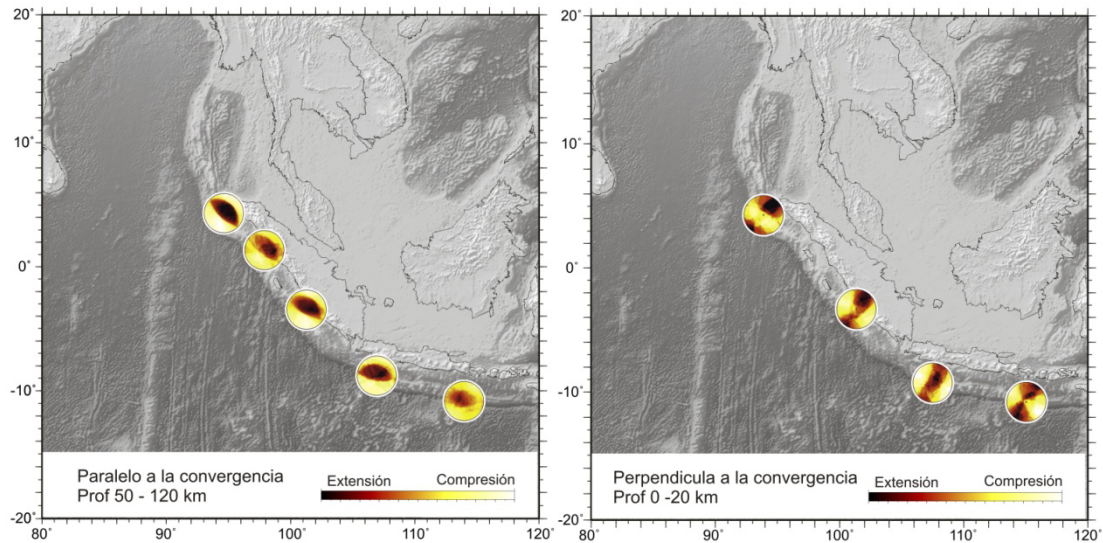 20°
10°
0°
-10°
-20°
80°
90°
100°
110°
120°
Paralelo a la convergencia
Prof 50 - 120 km
Extensión
Compresión
20°
10°
0°
-10°
-20°
80°
90°
100°
110°
120°
Perpendicula a la convergencia
Prof 0 -20 km
Extensión
Compresión